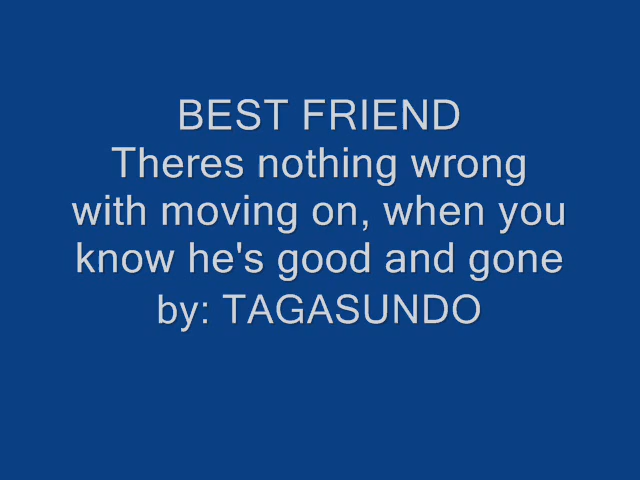 BEST FRIEND
Theres nothing wrong
with moving on, when you
know he's good and gone
by: TAGASUNDO